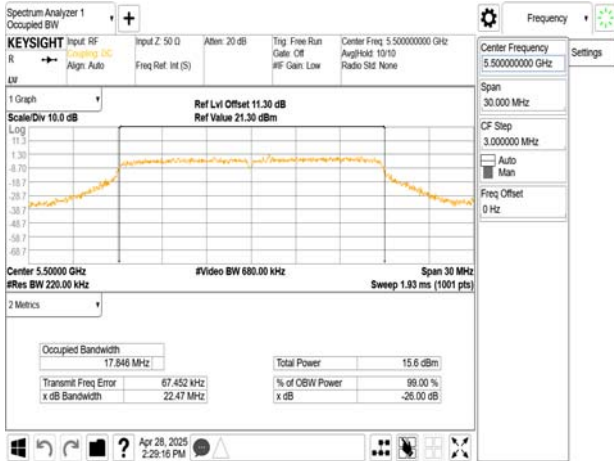 Spectrum Analyzer 1
Occupied BW
Frequency
KEYSIGHT
Input: RF
Coupling: DC
Align: Auto
Input Z: 50 Ω
Freq Ref: Int (S)
Atten: 20 dB
Trig: Free Run
Gate: Off
#IF Gain: Low
Center Freq: 5.500000000 GHz
Avg|Hold: 10/10
Radio Std: None
R
Center Frequency
5.500000000 GHz
Settings
Span
30.000 MHz
CF Step
3.000000 MHz
Auto
Man
Freq Offset
0 Hz
1 Graph
Scale/Div 10.0 dB
Ref Lvl Offset 11.30 dB
Ref Value 21.30 dBm
Log
11.3
1.30
-8.70
-18.7
-28.7
-38.7
-48.7
-58.7
-68.7
Center 5.50000 GHz
#Res BW 220.00 kHz
#Video BW 680.00 kHz
Span 30 MHz
Sweep 1.93 ms (1001 pts)
2 Metrics
Occupied Bandwidth
17.846 MHz
Total Power
15.6 dBm
Transmit Freq Error
67.452 kHz
% of OBW Power
99.00 %
x dB Bandwidth
22.47 MHz
x dB
-26.00 dB
Apr 28, 2025
2:29:16 PM